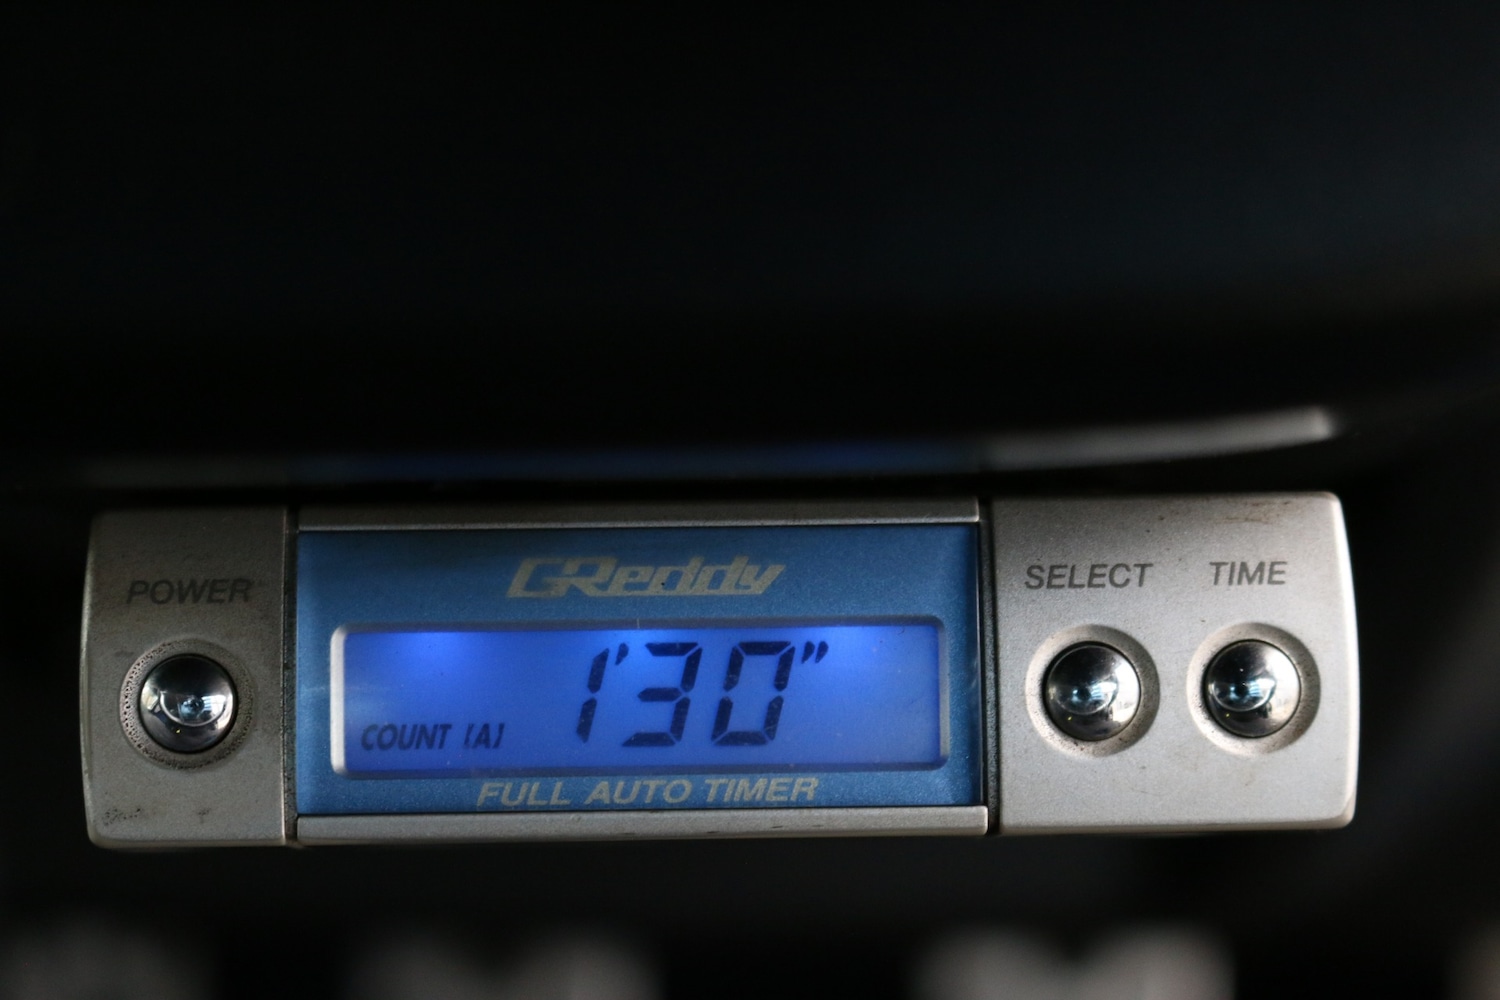 POWER
GReddy
SELECT TIME
1'30"
COUNT [A]
FULL AUTO TIMER